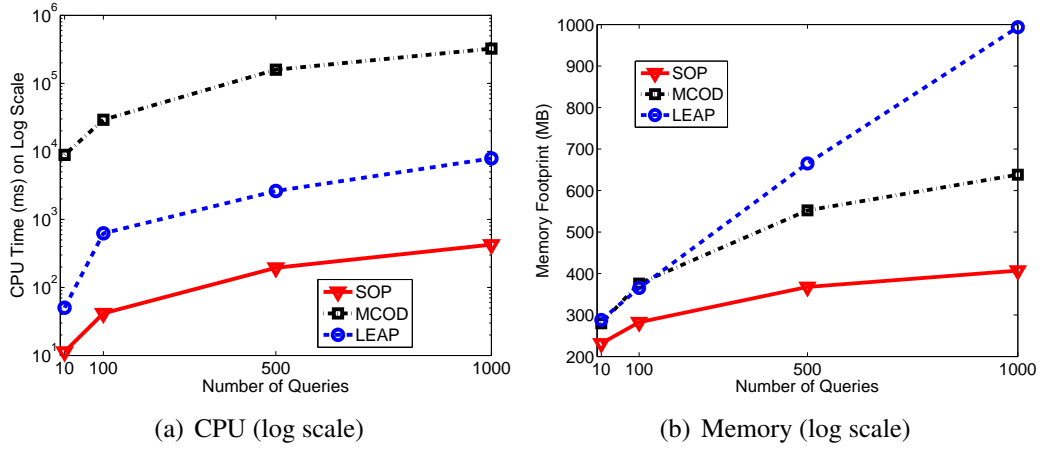 10^6
10^5
10^4
10^3
10^2
10^1
CPU Time (ms) on Log Scale
SOP
MCOD
LEAP
10 100 500 1000
Number of Queries
(a) CPU (log scale)
1000
900
800
700
600
500
400
300
200
Memory Footprint (MB)
SOP
MCOD
LEAP
10 100 500 1000
Number of Queries
(b) Memory (log scale)